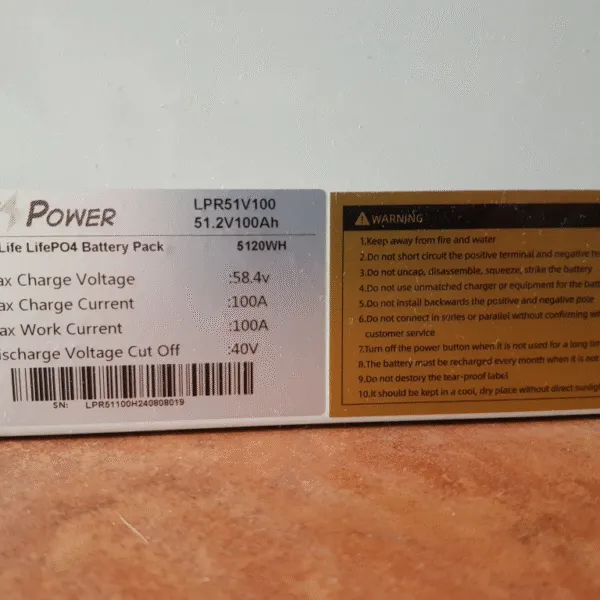 POWER
LPR51V100
51.2V100Ah
Life LifePO4 Battery Pack
5120WH
ax Charge Voltage :58.4v
ax Charge Current :100A
ax Work Current :100A
ischarge Voltage Cut Off :40V
SN: LPR51100H240808019
WARNING
1.Keep away from fire and water
2.Do not short circuit the positive terminal and negative te
3.Do not uncap, disassemble, squeeze, strike the battery
4.Do not use unmatched charger or equipment for the batt
5.Do not install backwards the positive and negative pole
6.Do not connect in series or parallel without confirming wi
customer service
7.Turn off the power button when it is not used for a long tim
8.The battery must be recharged every month when it is not
9.Do not destory the tear-proof label
10.It should be kept in a cool, dry place without direct sunligh